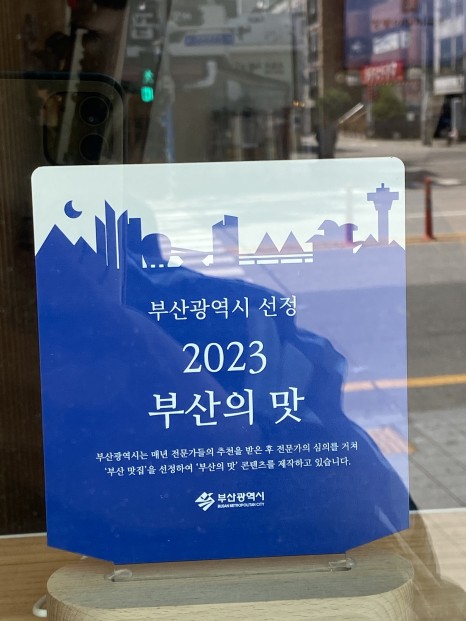 부산광역시 선정
2023
부산의 맛
부산광역시는 매년 전문가들의 추천을 받은 후 전문가의 심의를 거쳐
'부산 맛집'을 선정하여 '부산의 맛' 콘텐츠를 제작하고 있습니다.
부산광역시
BUSAN METROPOLITAN CITY